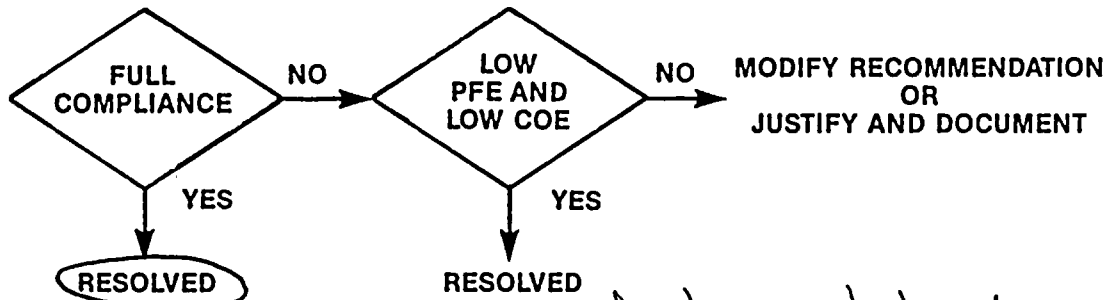 FULL
COMPLIANCE
NO
LOW
PFE AND
LOW COE
NO
MODIFY RECOMMENDATION
OR
JUSTIFY AND DOCUMENT
YES
YES
RESOLVED
RESOLVED